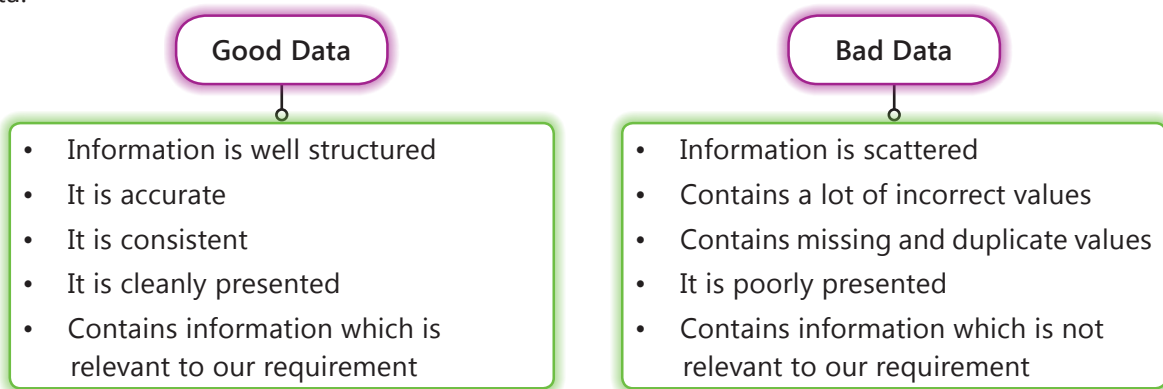 Good Data
• Information is well structured
• It is accurate
• It is consistent
• It is cleanly presented
• Contains information which is
relevant to our requirement
Bad Data
• Information is scattered
• Contains a lot of incorrect values
• Contains missing and duplicate values
• It is poorly presented
• Contains information which is not
relevant to our requirement